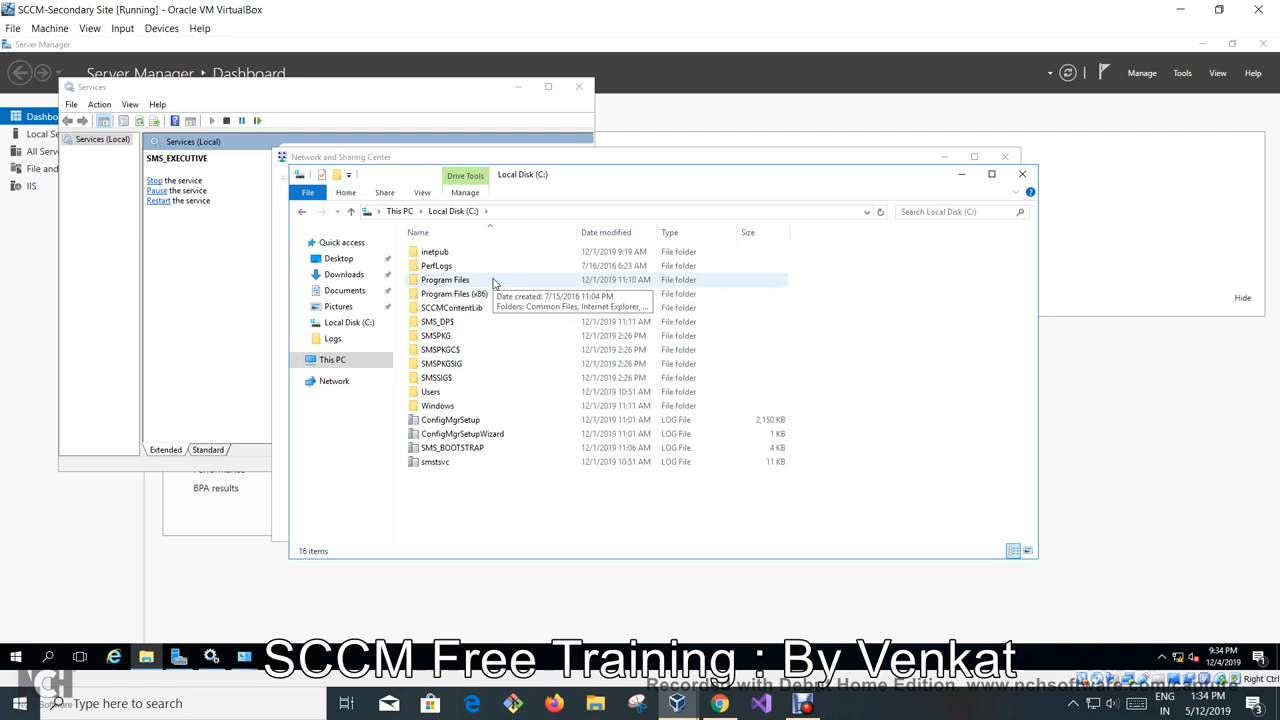 SCCM-Secondary Site [Running] - Oracle VM VirtualBox
File Machine View Input Devices Help
Server Manager
Server Manager • Dashboard
Manage Tools View Help
Services
File Action View Help
Dashbo
Local Se
All Serv
File and
IIS
Services (Local)
Services (Local)
SMS_EXECUTIVE
Stop the service
Pause the service
Restart the service
Extended Standard
BPA results
Hide
Network and Sharing Center
Drive Tools
Local Disk (C:)
File Home Share View Manage
This PC Local Disk (C:)
Search Local Disk (C:)
Quick access
Desktop
Downloads
Documents
Pictures
Local Disk (C:)
Logs
This PC
Network
Name Date modified Type Size
inetpub 12/1/2019 9:19 AM File folder
PerfLogs 7/16/2016 6:23 AM File folder
Program Files 12/1/2019 11:10 AM File folder
Program Files (x86)
SCCMContentLib
SMS_DP$ 12/1/2019 11:11 AM File folder
SMSPKG 12/1/2019 2:26 PM File folder
SMSPKGC$ 12/1/2019 2:26 PM File folder
SMSPKGSIG 12/1/2019 2:26 PM File folder
SMSSIG$ 12/1/2019 2:26 PM File folder
Users 12/1/2019 10:51 AM File folder
Windows 12/1/2019 11:11 AM File folder
ConfigMgrSetup 12/1/2019 11:01 AM LOG File 2,150 KB
ConfigMgrSetupWizard 12/1/2019 11:01 AM LOG File 1 KB
SMS_BOOTSTRAP 12/1/2019 11:06 AM LOG File 4 KB
smstsvc 12/1/2019 10:51 AM LOG File 11 KB
Date created: 7/15/2016 11:04 PM
Folders: Common Files, Internet Explorer, ...
File folder
File folder
16 items
SCCM Free Training : By Venkat
9:34 PM
12/4/2019
Right Ctrl
NCH
Type here to search
ENG
IN
1:34 PM
5/12/2019